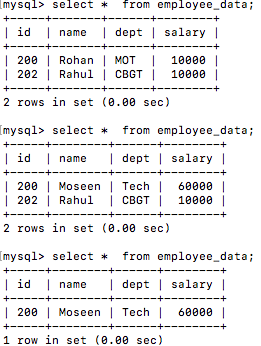 [mysql> select *  from employee_data;
+-----+-------+------+--------+
| id  | name  | dept | salary |
+-----+-------+------+--------+
| 200 | Rohan | MOT  |  10000 |
| 202 | Rahul | CBGT |  10000 |
+-----+-------+------+--------+
2 rows in set (0.00 sec)
[mysql> select *  from employee_data;
+-----+--------+------+--------+
| id  | name   | dept | salary |
+-----+--------+------+--------+
| 200 | Moseen | Tech |  60000 |
| 202 | Rahul  | CBGT |  10000 |
+-----+--------+------+--------+
2 rows in set (0.00 sec)
[mysql> select *  from employee_data;
+-----+--------+------+--------+
| id  | name   | dept | salary |
+-----+--------+------+--------+
| 200 | Moseen | Tech |  60000 |
+-----+--------+------+--------+
1 row in set (0.00 sec)